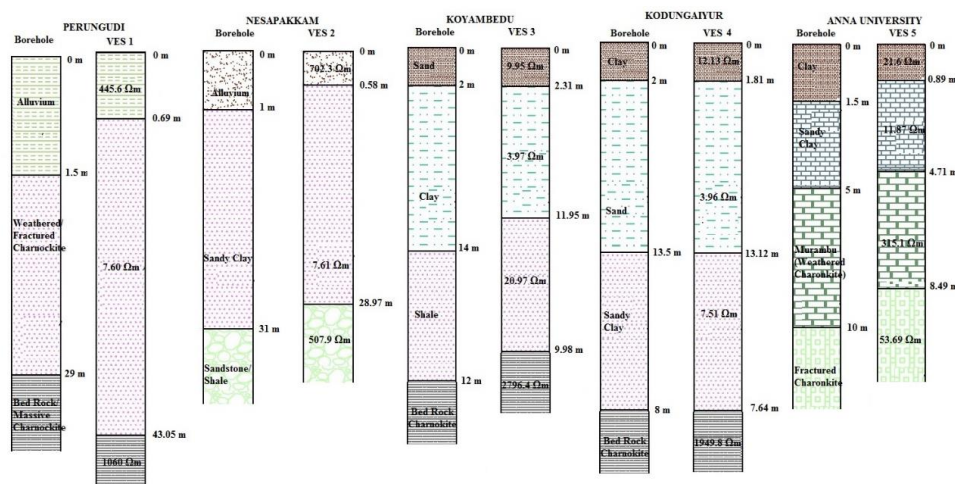 PERUNGUDI
Borehole
VES 1
0 m
0 m
445.6 Ωm
Alluvium
0.69 m
1.5 m
Weathered/
Fractured
Charnockite
7.60 Ωm
29 m
Bed Rock/
Massive
Charnockite
43.05 m
1060 Ωm
NESAPAKKAM
Borehole
VES 2
0 m
0 m
702.3 Ωm
0.58 m
Alluvium
1 m
Sandy Clay
7.61 Ωm
28.97 m
31 m
507.9 Ωm
Sandstone/
Shale
KOYAMBEDU
Borehole
VES 3
0 m
0 m
Sand
9.95 Ωm
2 m
2.31 m
3.97 Ωm
Clay
11.95 m
14 m
20.97 Ωm
Shale
9.98 m
12 m
2796.4 Ωm
Bed Rock
Charnokite
KODUNGAIYUR
Borehole
VES 4
0 m
0 m
Clay
12.13 Ωm
2 m
1.81 m
Sand
3.96 Ωm
13.5 m
13.12 m
Sandy
Clay
7.51 Ωm
8 m
7.64 m
Bed Rock
Charnokite
1949.8 Ωm
ANNA UNIVERSITY
Borehole
VES 5
0 m
0 m
Clay
21.6 Ωm
0.89 m
1.5 m
Sandy
Clay
11.87 Ωm
4.71 m
5 m
Murambu
(Weathered
Charonkite)
315.1 Ωm
8.49 m
10 m
53.69 Ωm
Fractured
Charonkite